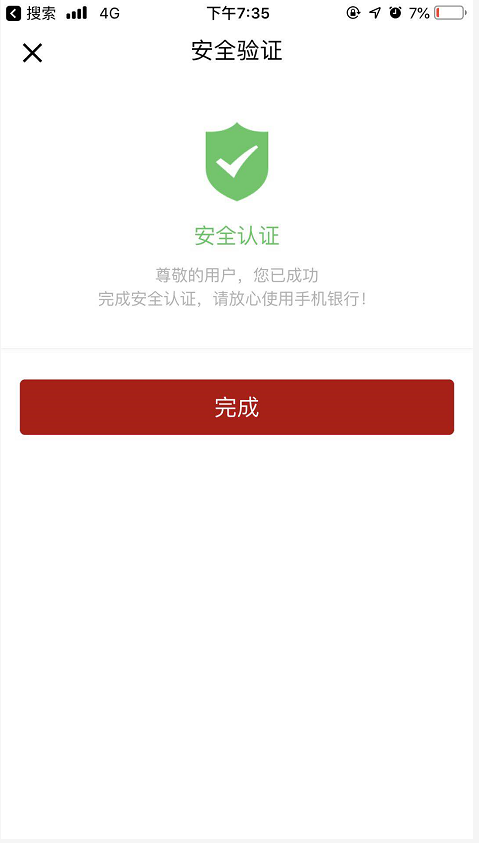 搜索 4G 下午7:35 7%
安全验证
安全认证
尊敬的用户，您已成功
完成安全认证，请放心使用手机银行！
完成